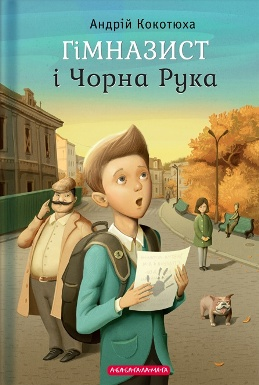 Андрій Кокотюха
ГІМНАЗИСТ
і Чорна Рука
А-БА-БА-ГА-ЛА-МА-ГА